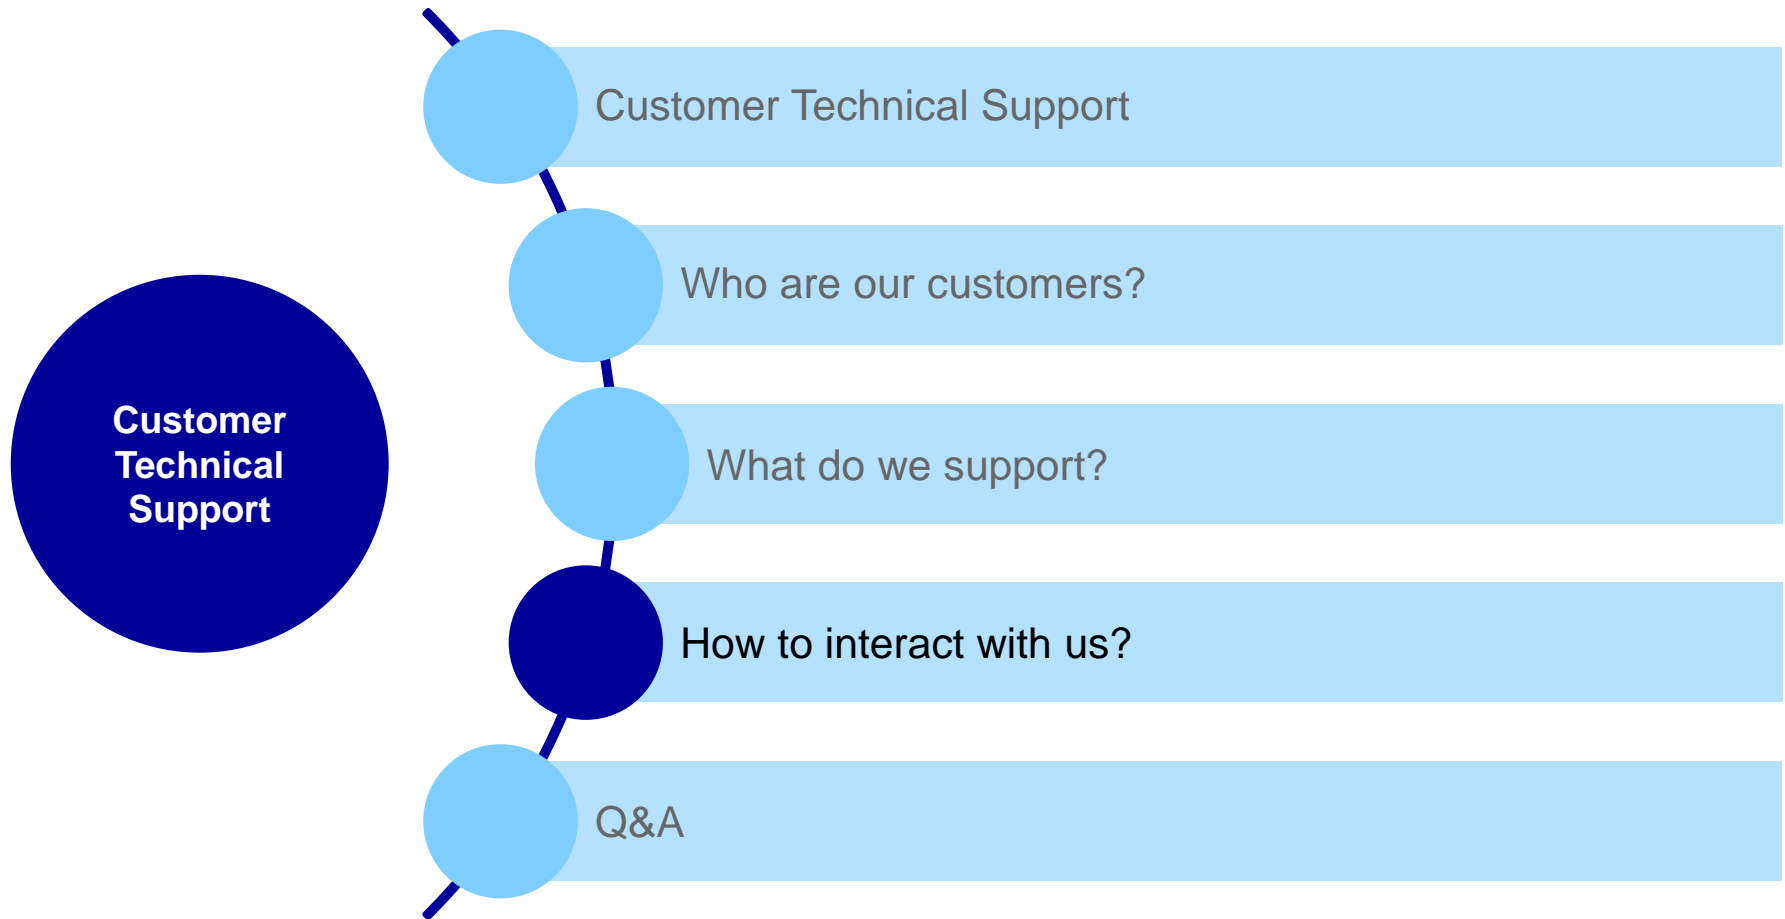 Customer Technical Support
Who are our customers?
Customer
Technical
Support
What do we support?
How to interact with us?
Q&A